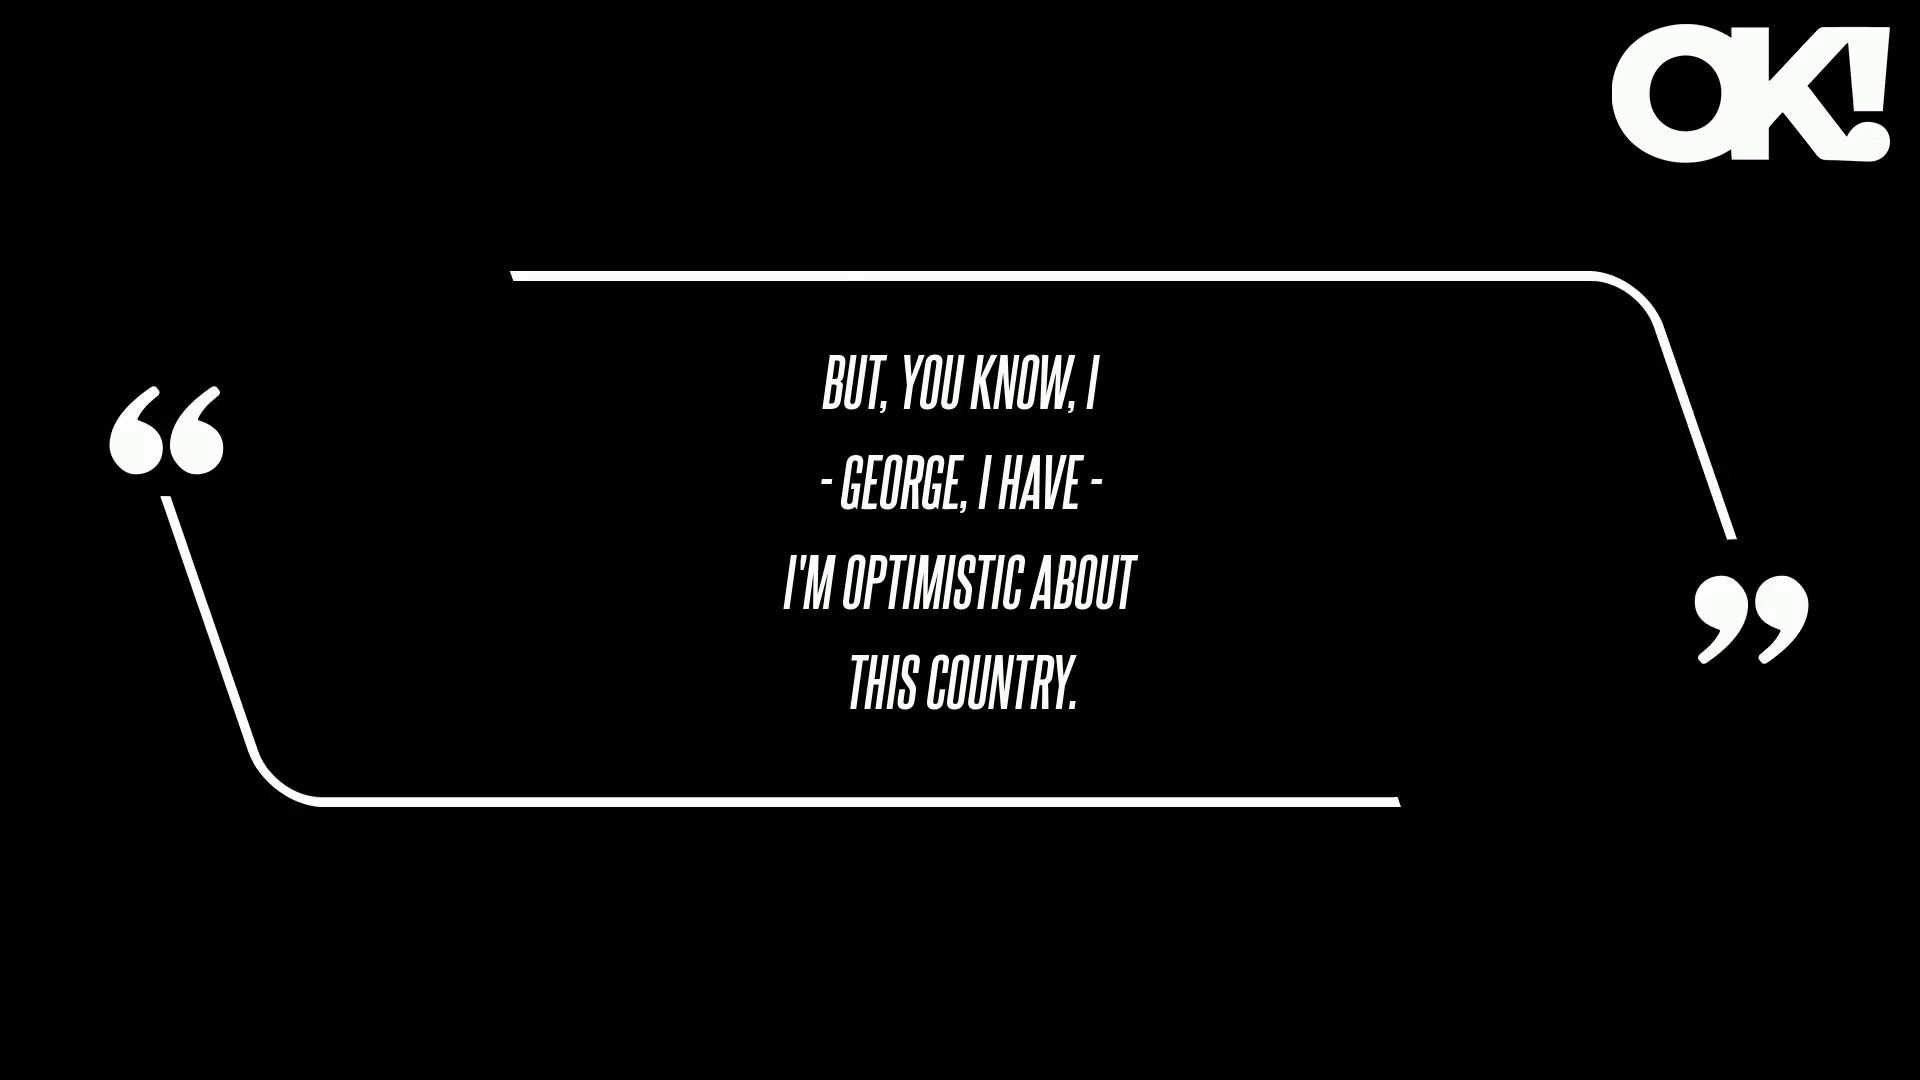 OK!
“
BUT, YOU KNOW, I
- GEORGE, I HAVE -
I'M OPTIMISTIC ABOUT
THIS COUNTRY.
”